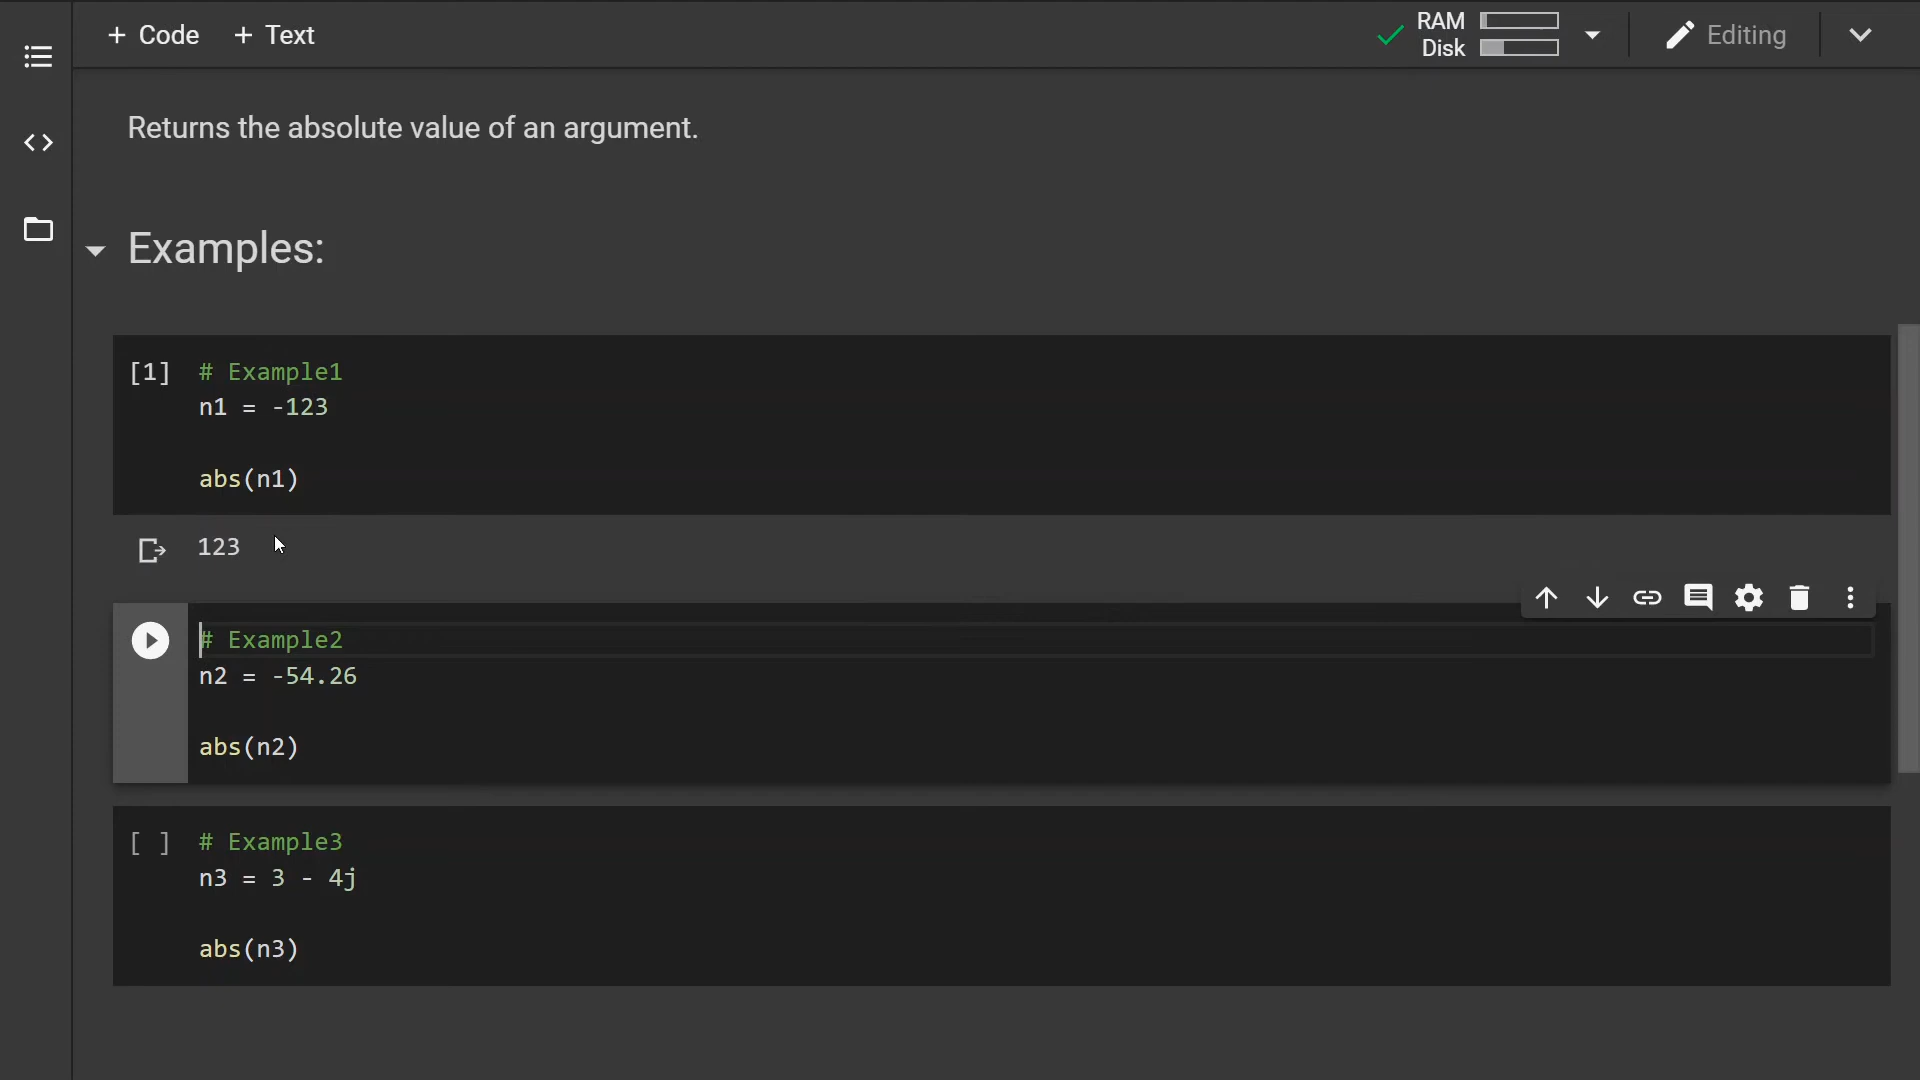 + Code + Text
RAM
Disk
Editing
Returns the absolute value of an argument.
Examples:
[1] # Example1
n1 = -123
abs(n1)
123
# Example2
n2 = -54.26
abs(n2)
[ ] # Example3
n3 = 3 - 4j
abs(n3)